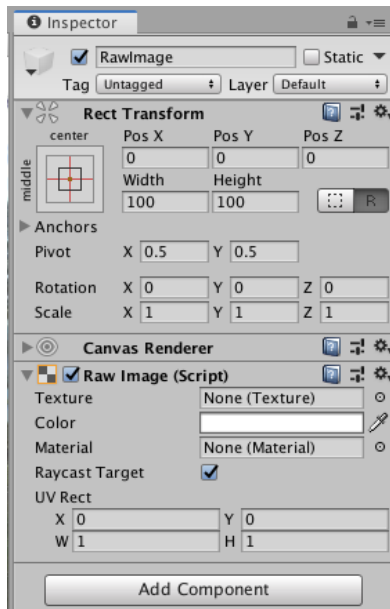 Inspector
RawImage Static
Tag Untagged Layer Default
Rect Transform
center Pos X Pos Y Pos Z
middle 0 0 0
Width Height
100 100 R
Anchors
Pivot X 0.5 Y 0.5
Rotation X 0 Y 0 Z 0
Scale X 1 Y 1 Z 1
Canvas Renderer
Raw Image (Script)
Texture None (Texture)
Color
Material None (Material)
Raycast Target
UV Rect
X 0 Y 0
W 1 H 1
Add Component